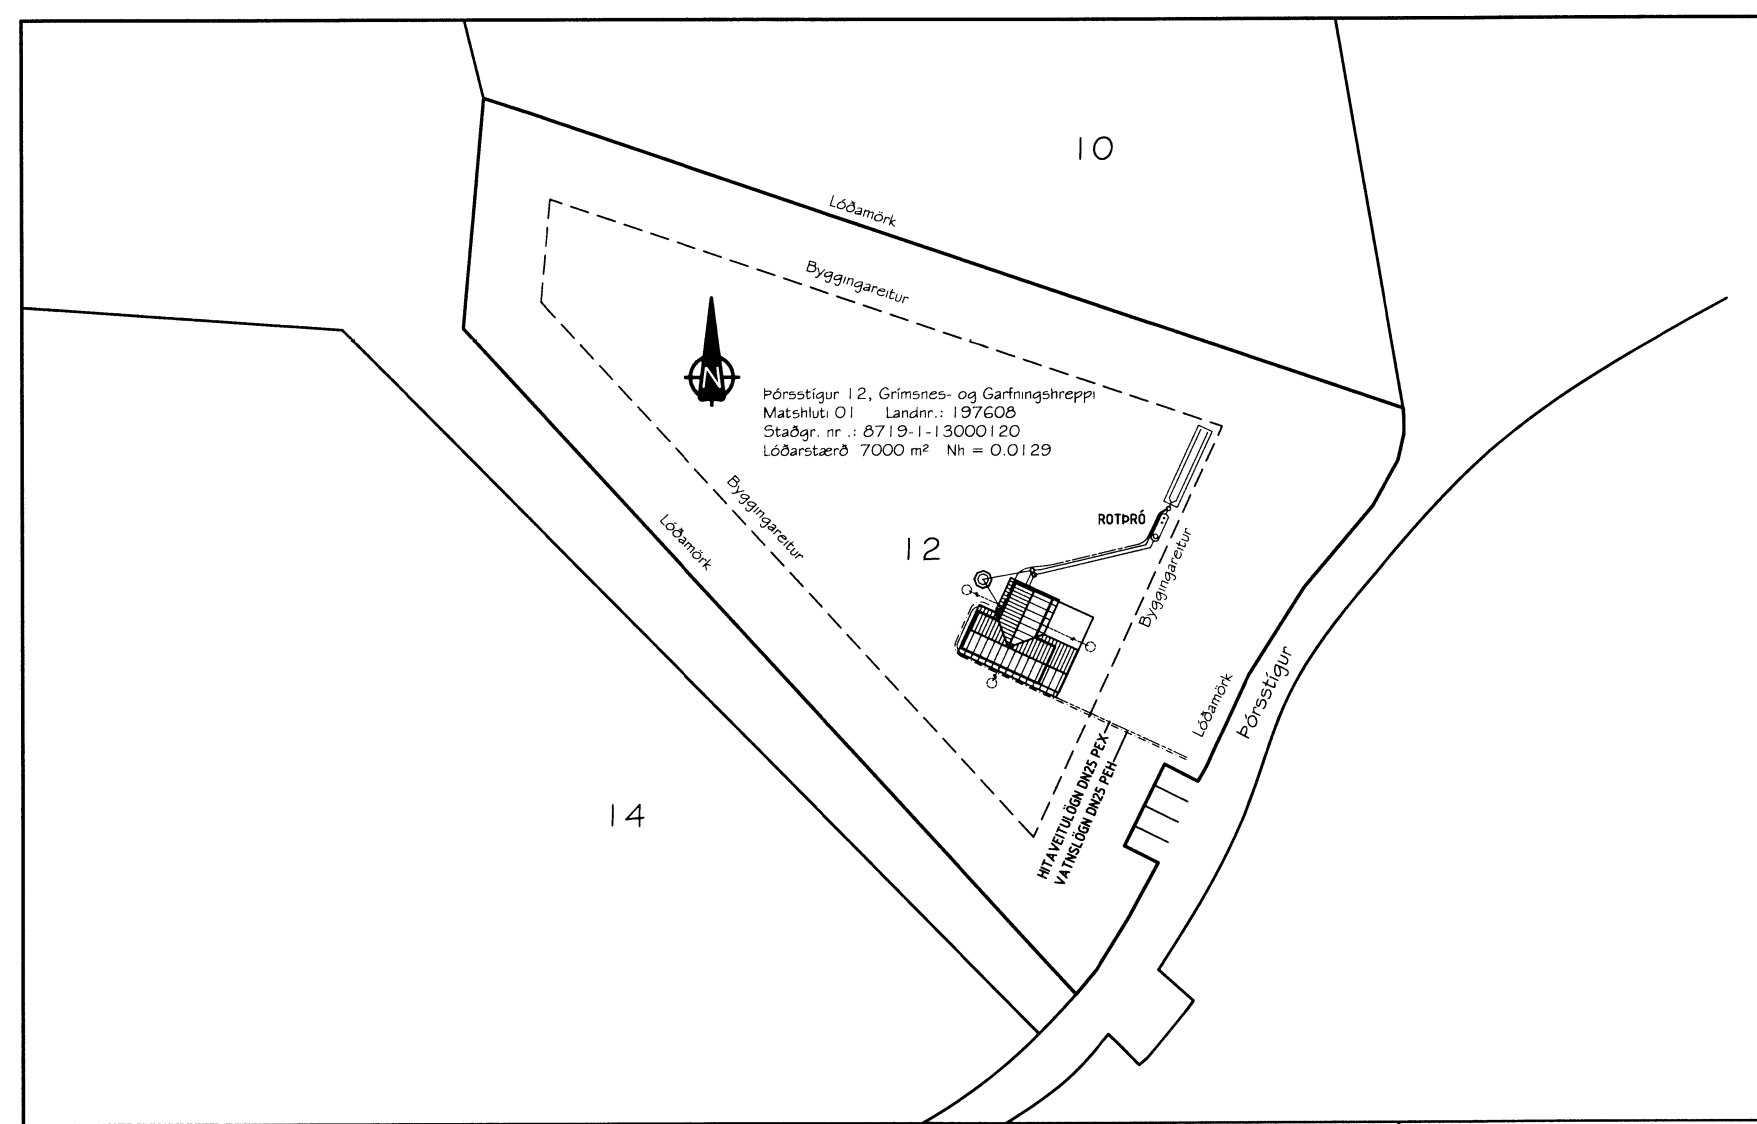 10
Lóðamörk
Byggingareitur
N
Þórsstígur 12, Grímsnes- og Garfningshreppi
Matshluti 01 Landnr.: 197608
Staðgr. nr .: 8719-1-13000120
Lóðarstærð 7000 m² Nh = 0.0129
Byggingareitur
Lóðamörk
ROTÞRÓ
12
Byggingareitur
Lóðamörk
Þórsstígur
HITAVEITULÖGN DN25 PEX
VATNSLÖGN DN25 PEH
14